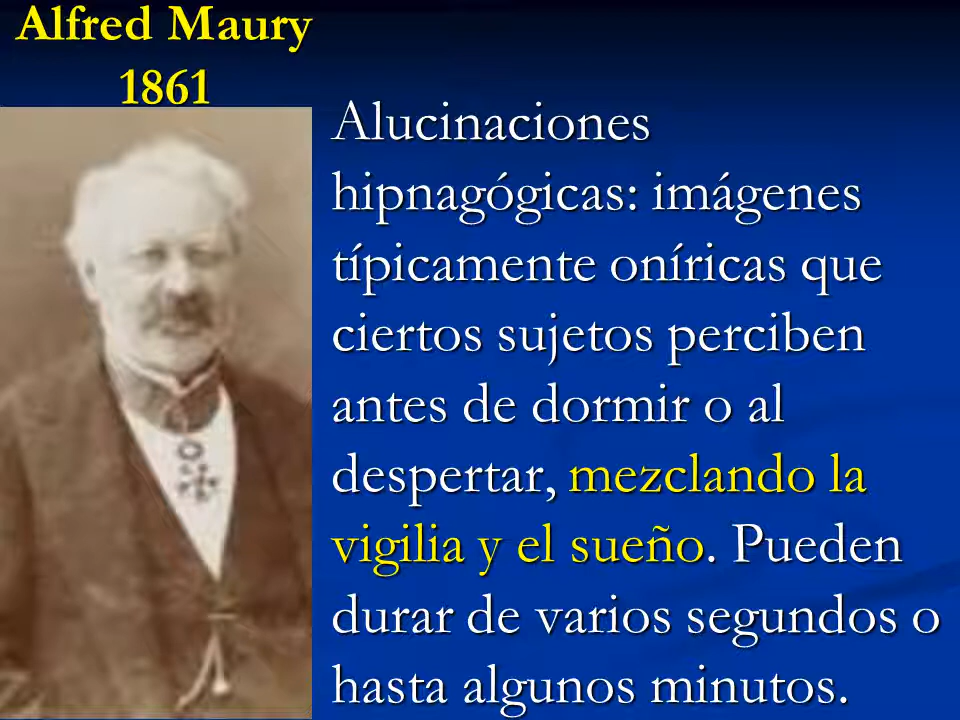 Alfred Maury
1861
Alucinaciones
hipnagógicas: imágenes
típicamente oníricas que
ciertos sujetos perciben
antes de dormir o al
despertar, mezclando la
vigilia y el sueño. Pueden
durar de varios segundos o
hasta algunos minutos.